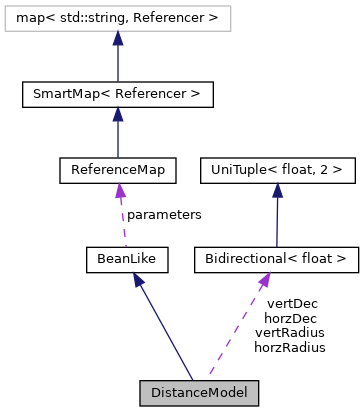 map< std::string, Referencer >
SmartMap< Referencer >
ReferenceMap
UniTuple< float, 2 >
parameters
BeanLike
Bidirectional< float >
vertDec
horzDec
vertRadius
horzRadius
DistanceModel